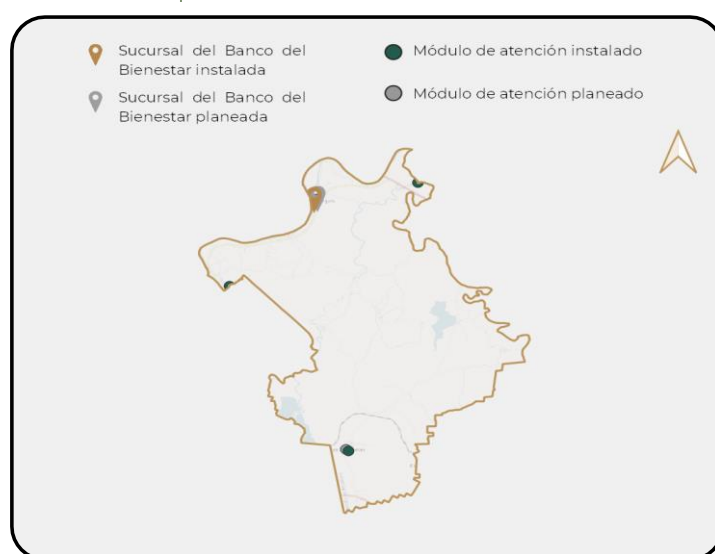 Sucursal del Banco del
Bienestar instalada
Sucursal del Banco del
Bienestar planeada
Módulo de atención instalado
Módulo de atención planeado